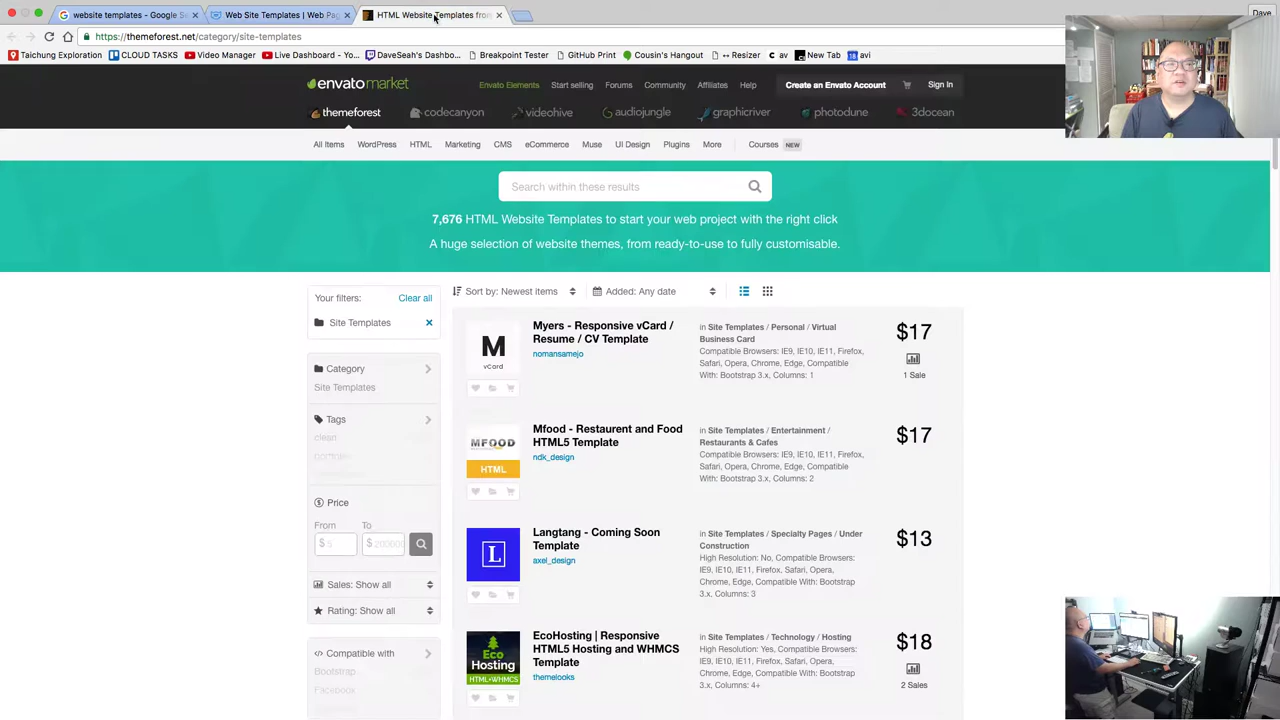 website templates - Google Se
Web Site Templates | Web Pag
HTML Website Templates from
Dave
https://themeforest.net/category/site-templates
Taichung Exploration
CLOUD TASKS
Video Manager
Live Dashboard - Yo...
DaveSeah's Dashbo...
Breakpoint Tester
GitHub Print
Cousin's Hangout
↔ Resizer
av
New Tab
avi
envatomarket
Envato Elements
Start selling
Forums
Community
Affiliates
Help
Create an Envato Account
Sign In
themeforest
codecanyon
videohive
audiojungle
graphicriver
photodune
3docean
All Items
WordPress
HTML
Marketing
CMS
eCommerce
Muse
UI Design
Plugins
More
Courses
NEW
Search within these results
7,676 HTML Website Templates to start your web project with the right click
A huge selection of website themes, from ready-to-use to fully customisable.
Your filters:
Clear all
Site Templates
Category
Site Templates
Tags
clean
Price
From
To
$ 5
$ 200000
Sales: Show all
Rating: Show all
Compatible with
Bootstrap
Facebook
Sort by: Newest items
Added: Any date
M
vCard
Myers - Responsive vCard /
Resume / CV Template
nomansamejo
in Site Templates / Personal / Virtual
Business Card
Compatible Browsers: IE9, IE10, IE11, Firefox,
Safari, Opera, Chrome, Edge, Compatible
With: Bootstrap 3.x, Columns: 1
$17
1 Sale
MFOOD
HTML
Mfood - Restaurent and Food
HTML5 Template
ndk_design
in Site Templates / Entertainment /
Restaurants & Cafes
Compatible Browsers: IE9, IE10, IE11, Firefox,
Safari, Opera, Chrome, Edge, Compatible
With: Bootstrap 3.x, Columns: 2
$17
L
Langtang - Coming Soon
Template
axel_design
in Site Templates / Specialty Pages / Under
Construction
High Resolution: No, Compatible Browsers:
IE9, IE10, IE11, Firefox, Safari, Opera,
Chrome, Edge, Compatible With: Bootstrap
3.x, Columns: 3
$13
Eco
Hosting
HTML+WHMCS
EcoHosting | Responsive
HTML5 Hosting and WHMCS
Template
themelooks
in Site Templates / Technology / Hosting
High Resolution: Yes, Compatible Browsers:
IE9, IE10, IE11, Firefox, Safari, Opera,
Chrome, Edge, Compatible With: Bootstrap
3.x, Columns: 4+
$18
2 Sales